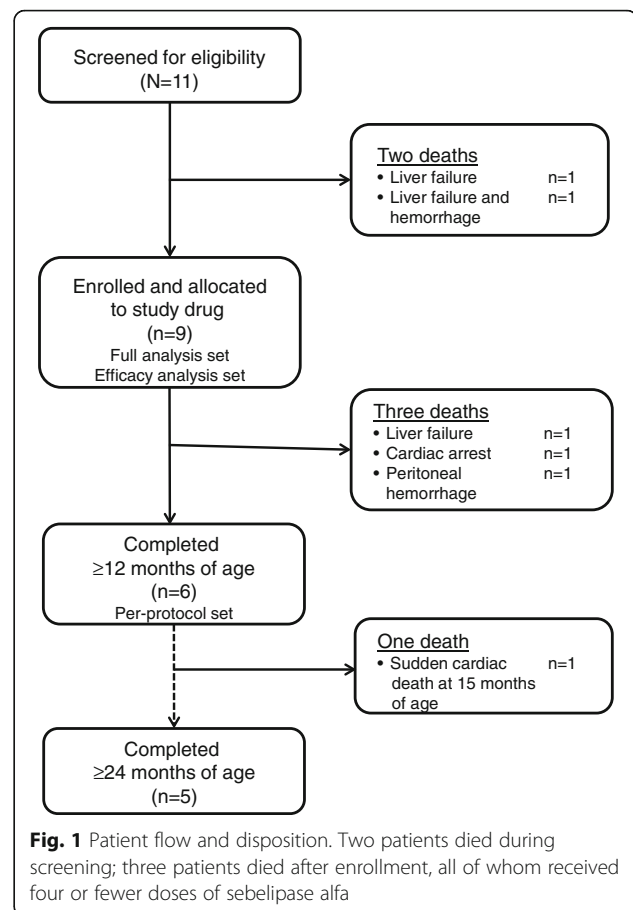 Screened for eligibility
(N=11)
Two deaths
• Liver failure n=1
• Liver failure and n=1
hemorrhage
Enrolled and allocated
to study drug
(n=9)
Full analysis set
Efficacy analysis set
Three deaths
• Liver failure n=1
• Cardiac arrest n=1
• Peritoneal n=1
hemorrhage
Completed
≥12 months of age
(n=6)
Per-protocol set
One death
• Sudden cardiac n=1
death at 15 months
of age
Completed
≥24 months of age
(n=5)
Fig. 1 Patient flow and disposition. Two patients died during
screening; three patients died after enrollment, all of whom received
four or fewer doses of sebelipase alfa